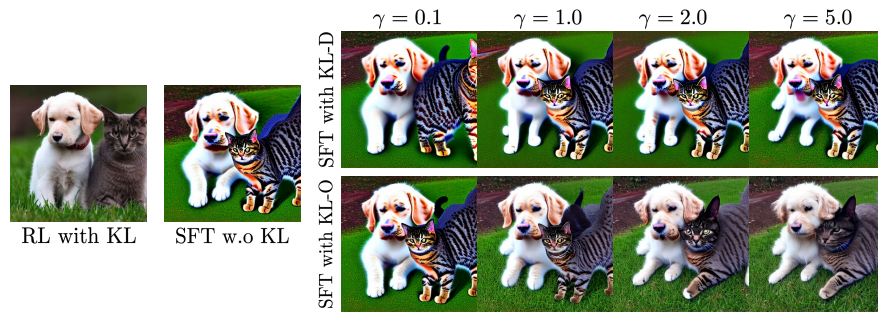 γ = 0.1
γ = 1.0
γ = 2.0
γ = 5.0
SFT with KL-D
RL with KL
SFT w.o KL
SFT with KL-O